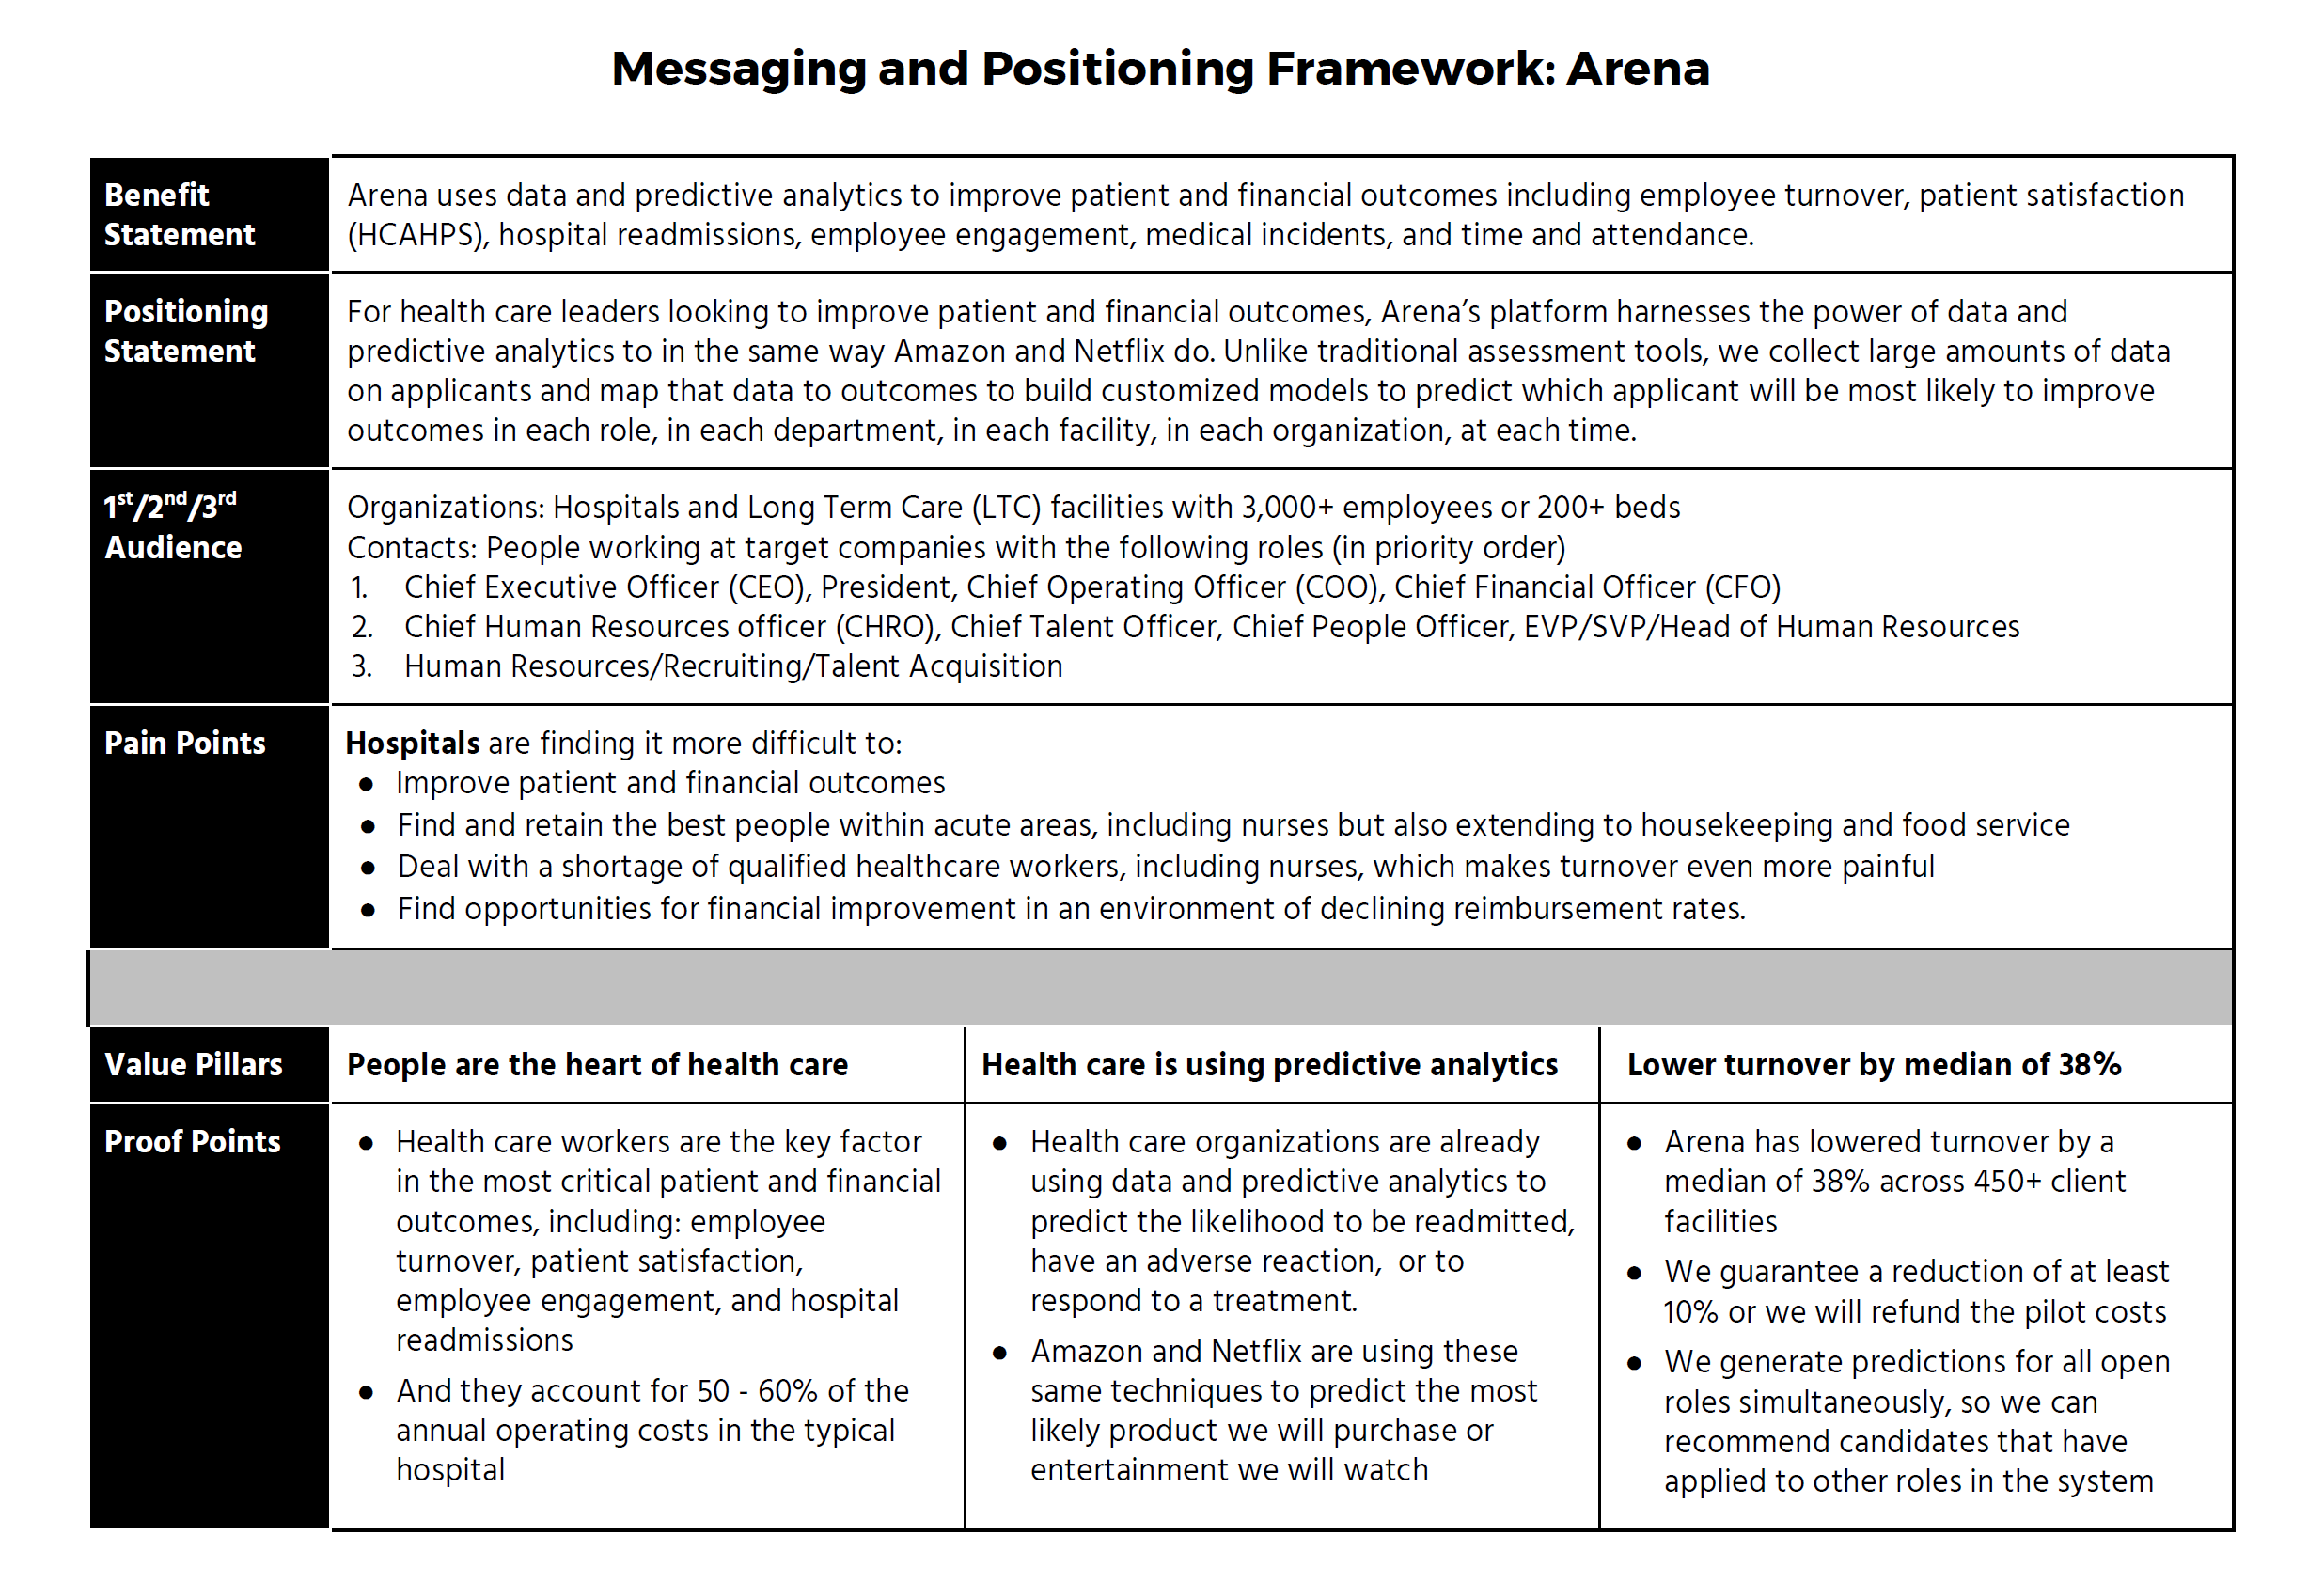 Messaging and Positioning Framework: Arena
Benefit
Statement
Arena uses data and predictive analytics to improve patient and financial outcomes including employee turnover, patient satisfaction
(HCAHPS), hospital readmissions, employee engagement, medical incidents, and time and attendance.
Positioning
Statement
For health care leaders looking to improve patient and financial outcomes, Arena’s platform harnesses the power of data and
predictive analytics to in the same way Amazon and Netflix do. Unlike traditional assessment tools, we collect large amounts of data
on applicants and map that data to outcomes to build customized models to predict which applicant will be most likely to improve
outcomes in each role, in each department, in each facility, in each organization, at each time.
1st/2nd/3rd
Audience
Organizations: Hospitals and Long Term Care (LTC) facilities with 3,000+ employees or 200+ beds
Contacts: People working at target companies with the following roles (in priority order)
1. Chief Executive Officer (CEO), President, Chief Operating Officer (COO), Chief Financial Officer (CFO)
2. Chief Human Resources officer (CHRO), Chief Talent Officer, Chief People Officer, EVP/SVP/Head of Human Resources
3. Human Resources/Recruiting/Talent Acquisition
Pain Points
Hospitals are finding it more difficult to:
● Improve patient and financial outcomes
● Find and retain the best people within acute areas, including nurses but also extending to housekeeping and food service
● Deal with a shortage of qualified healthcare workers, including nurses, which makes turnover even more painful
● Find opportunities for financial improvement in an environment of declining reimbursement rates.
Value Pillars
People are the heart of health care
Health care is using predictive analytics
Lower turnover by median of 38%
Proof Points
● Health care workers are the key factor
in the most critical patient and financial
outcomes, including: employee
turnover, patient satisfaction,
employee engagement, and hospital
readmissions
● And they account for 50 - 60% of the
annual operating costs in the typical
hospital
● Health care organizations are already
using data and predictive analytics to
predict the likelihood to be readmitted,
have an adverse reaction,  or to
respond to a treatment.
● Amazon and Netflix are using these
same techniques to predict the most
likely product we will purchase or
entertainment we will watch
● Arena has lowered turnover by a
median of 38% across 450+ client
facilities
● We guarantee a reduction of at least
10% or we will refund the pilot costs
● We generate predictions for all open
roles simultaneously, so we can
recommend candidates that have
applied to other roles in the system